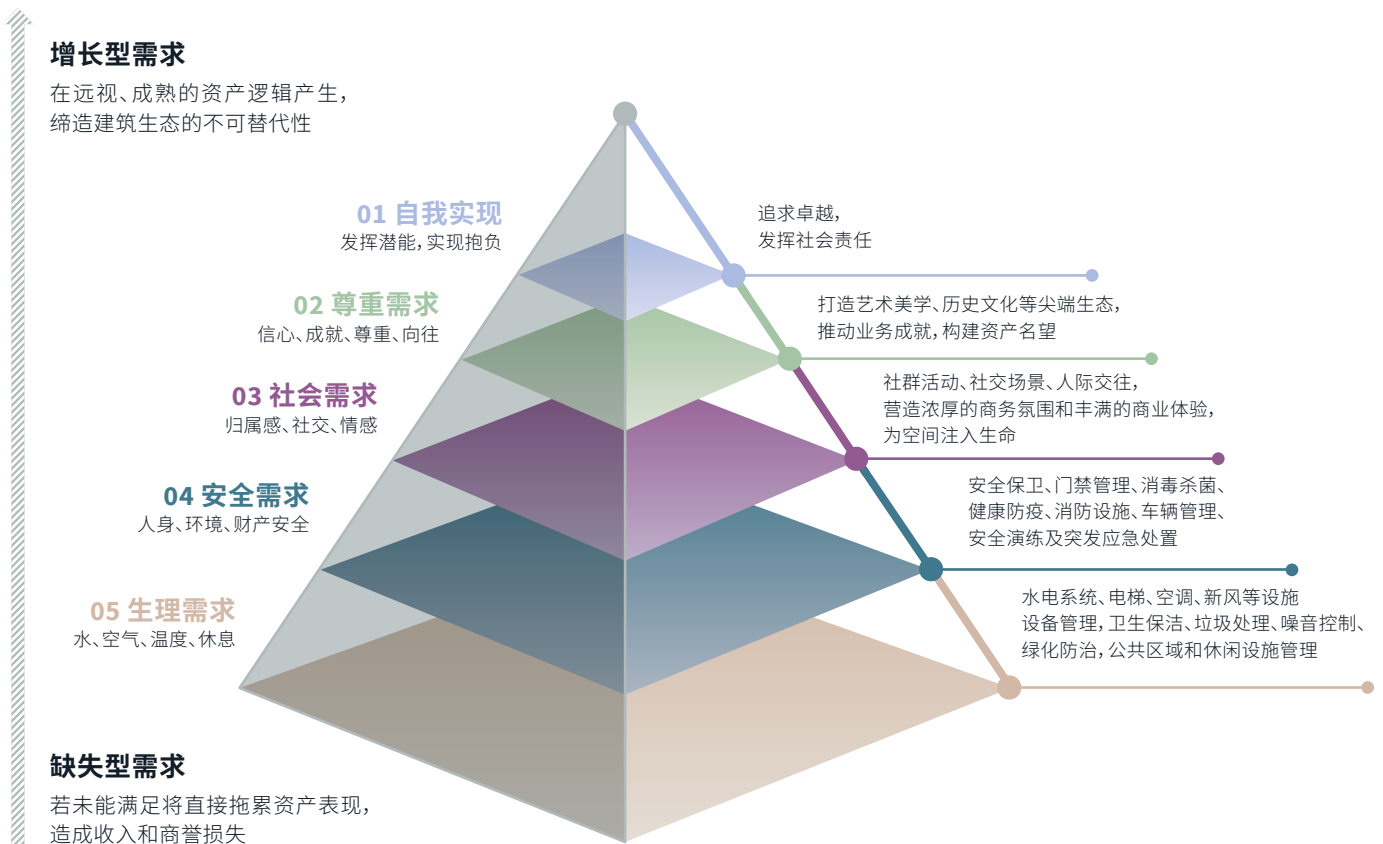 增长型需求
在远视、成熟的资产逻辑产生，
缔造建筑生态的不可替代性
01 自我实现
发挥潜能，实现抱负
追求卓越，
发挥社会责任
02 尊重需求
信心、成就、尊重、向往
打造艺术美学、历史文化等尖端生态，
推动业务成就，构建资产名望
03 社会需求
归属感、社交、情感
社群活动、社交场景、人际交往，
营造浓厚的商务氛围和丰满的商业体验，
为空间注入生命
04 安全需求
人身、环境、财产安全
安全保卫、门禁管理、消毒杀菌、
健康防疫、消防设施、车辆管理、
安全演练及突发应急处置
05 生理需求
水、空气、温度、休息
水电系统、电梯、空调、新风等设施
设备管理，卫生保洁、垃圾处理、噪音控制、
绿化防治，公共区域和休闲设施管理
缺失型需求
若未能满足将直接拖累资产表现，
造成收入和商誉损失